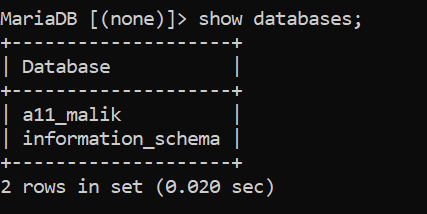 MariaDB [(none)]> show databases;
+--------------------+
| Database           |
+--------------------+
| a11_malik          |
| information_schema |
+--------------------+
2 rows in set (0.020 sec)